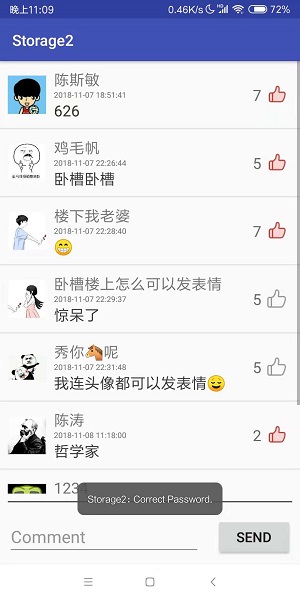 晚上11:09 0.46K/s 72%
Storage2
陈斯敏
2018-11-07 18:51:41
626
7
鸡毛帆
2018-11-07 22:26:44
卧槽卧槽
5
楼下我老婆
2018-11-07 22:28:40
😁
7
卧槽楼上怎么可以发表情
2018-11-07 22:29:37
惊呆了
5
秀你🐴呢
2018-11-07 22:31:48
我连头像都可以发表情😌
5
陈涛
2018-11-08 11:18:00
哲学家
2
1234
Storage2: Correct Password.
Comment
SEND